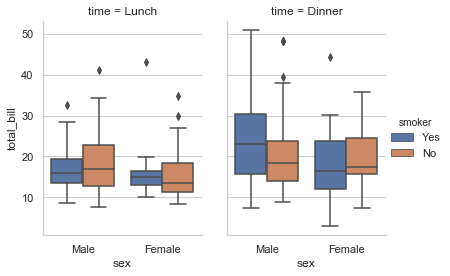 time = Lunch
time = Dinner
total_bill
50
40
30
20
10
Male
Female
Male
Female
sex
sex
smoker
Yes
No